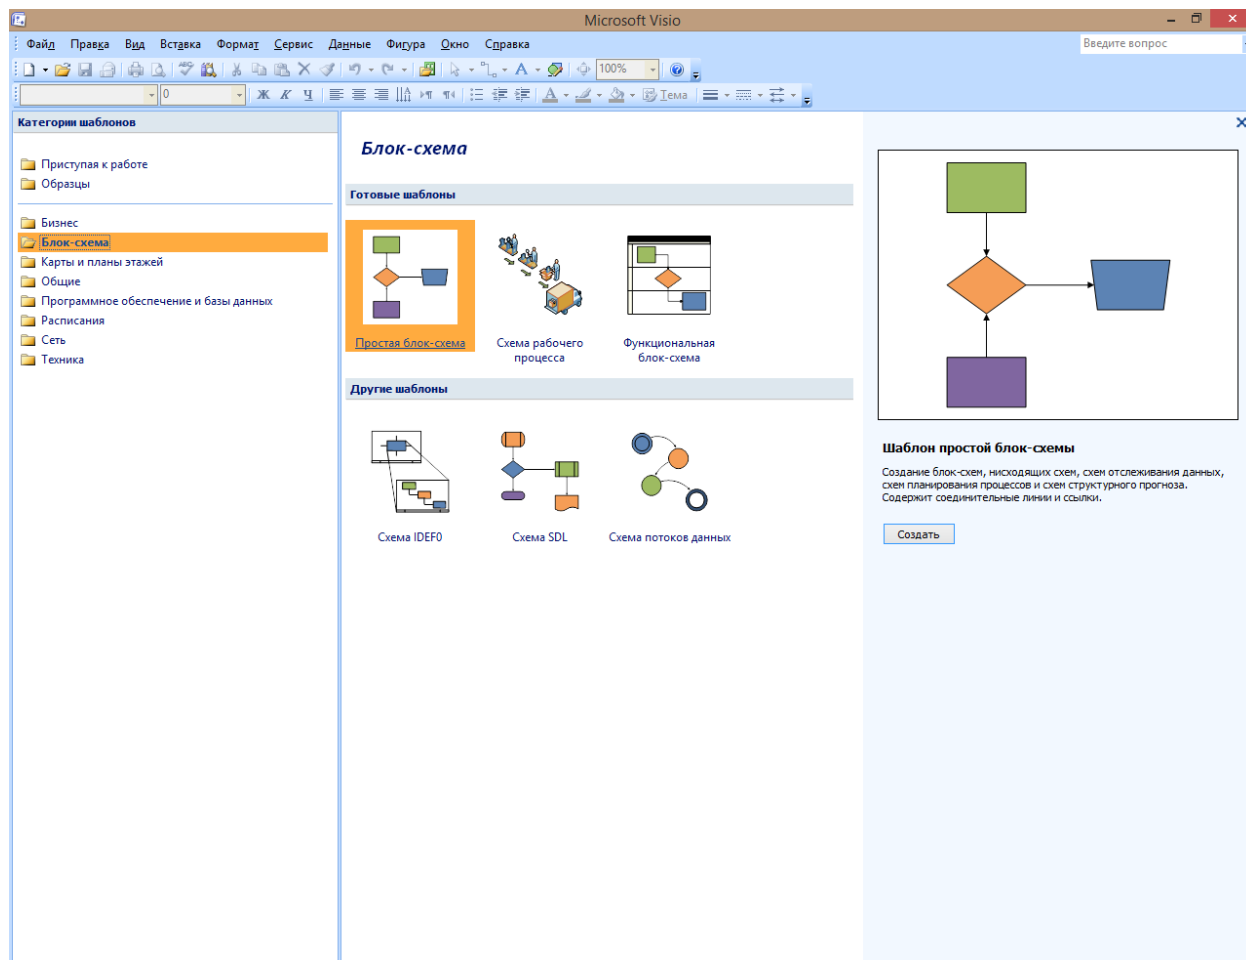 Microsoft Visio
Файл Правка Вид Вставка Формат Сервис Данные Фигура Окно Справка
Введите вопрос
100%
0
Ж К Ч
Тема
Категории шаблонов
Приступая к работе
Образцы
Бизнес
Блок-схема
Карты и планы этажей
Общие
Программное обеспечение и базы данных
Расписания
Сеть
Техника
Блок-схема
Готовые шаблоны
Простая блок-схема
Схема рабочего
процесса
Функциональная
блок-схема
Другие шаблоны
Схема IDEF0
Схема SDL
Схема потоков данных
Шаблон простой блок-схемы
Создание блок-схем, нисходящих схем, схем отслеживания данных,
схем планирования процессов и схем структурного прогноза.
Содержит соединительные линии и ссылки.
Создать